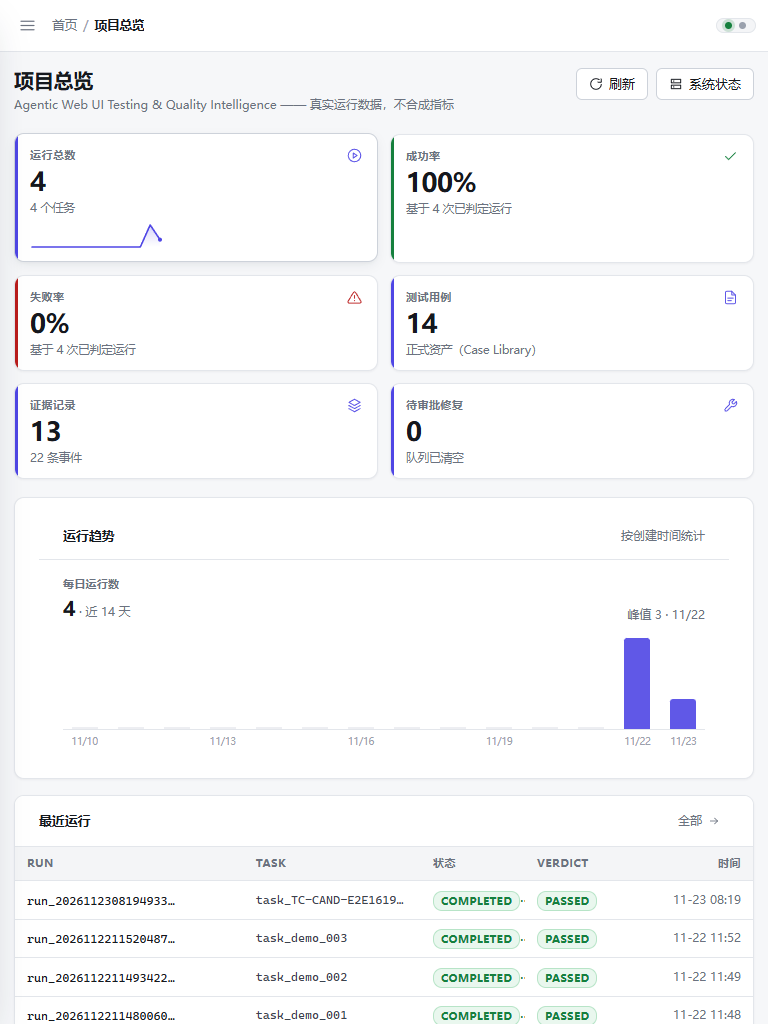 首页 / 项目总览
项目总览
Agentic Web UI Testing & Quality Intelligence —— 真实运行数据，不合成指标
刷新
系统状态
运行总数
4
4 个任务
成功率
100%
基于 4 次已判定运行
失败率
0%
基于 4 次已判定运行
测试用例
14
正式资产（Case Library）
证据记录
13
22 条事件
待审批修复
0
队列已清空
运行趋势
按创建时间统计
每日运行数
4 · 近 14 天
峰值 3 · 11/22
11/10 11/13 11/16 11/19 11/22 11/23
最近运行
全部 →
RUN TASK 状态 VERDICT 时间
run_2026112308194933… task_TC-CAND-E2E1619… COMPLETED PASSED 11-23 08:19
run_2026112211520487… task_demo_003 COMPLETED PASSED 11-22 11:52
run_2026112211493422… task_demo_002 COMPLETED PASSED 11-22 11:49
run_2026112211480060… task_demo_001 COMPLETED PASSED 11-22 11:48